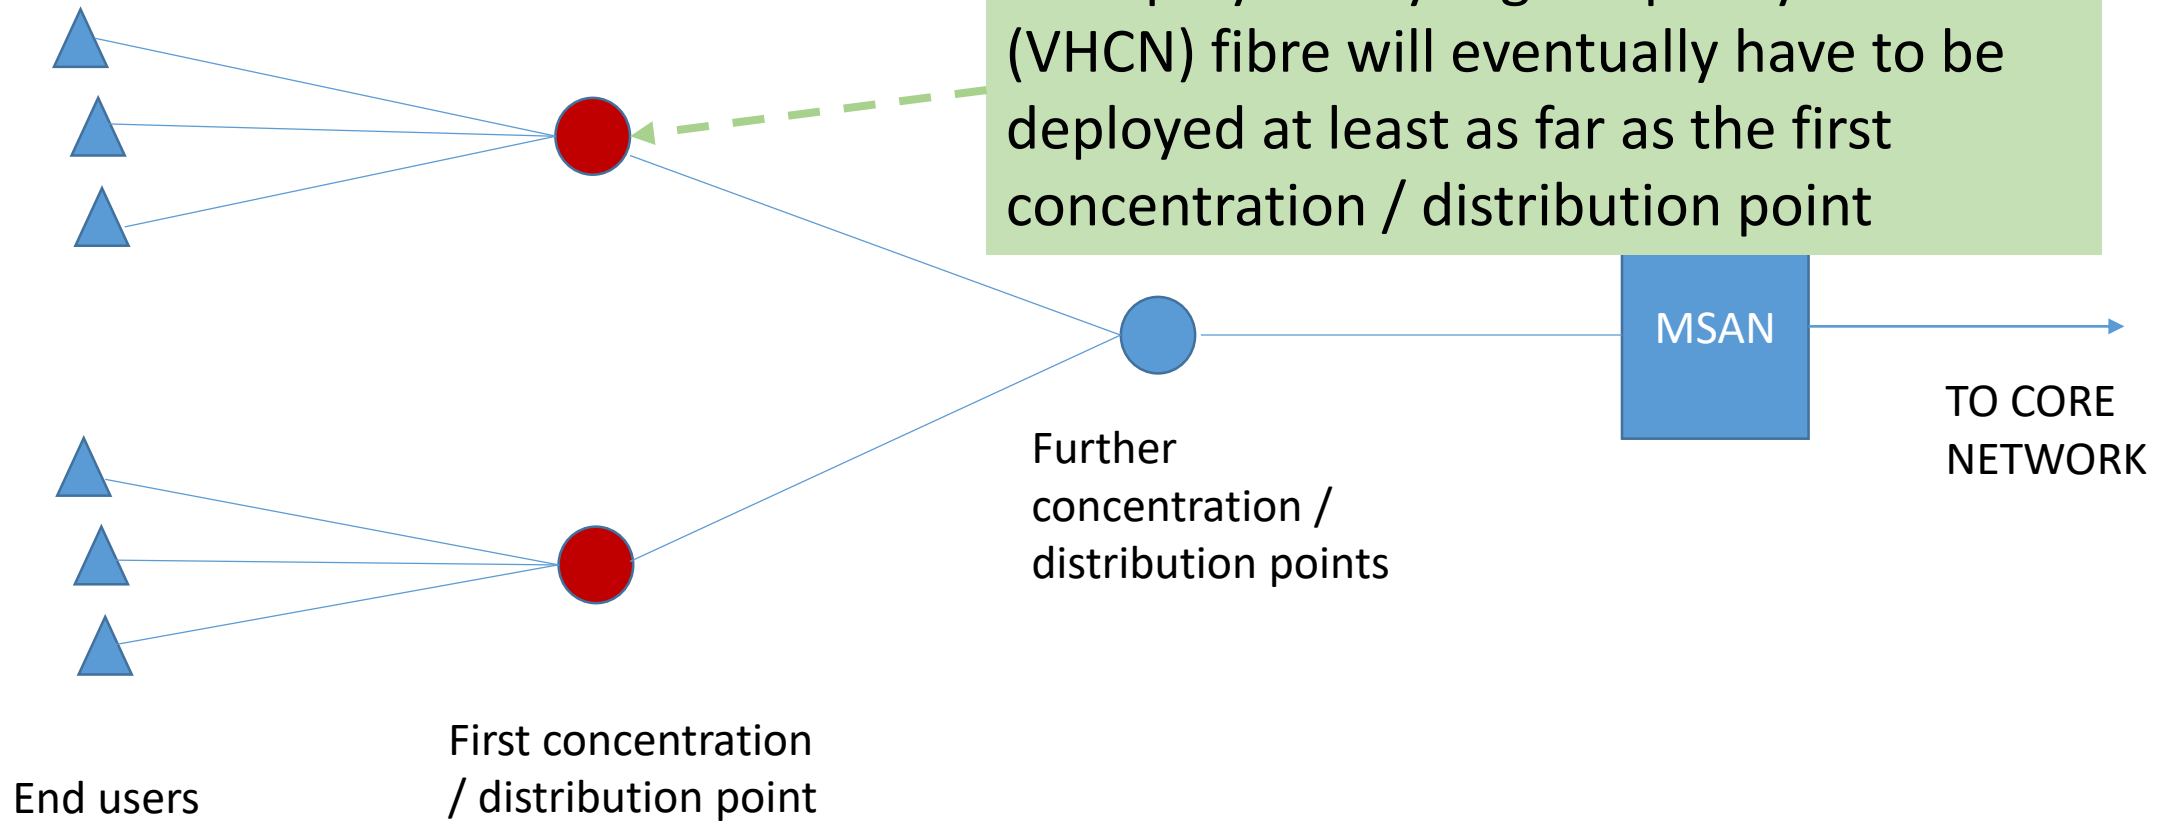 (VHCN) fibre will eventually have to be
deployed at least as far as the first
concentration / distribution point
MSAN
TO CORE
NETWORK
Further
concentration /
distribution points
First concentration
/ distribution point
End users